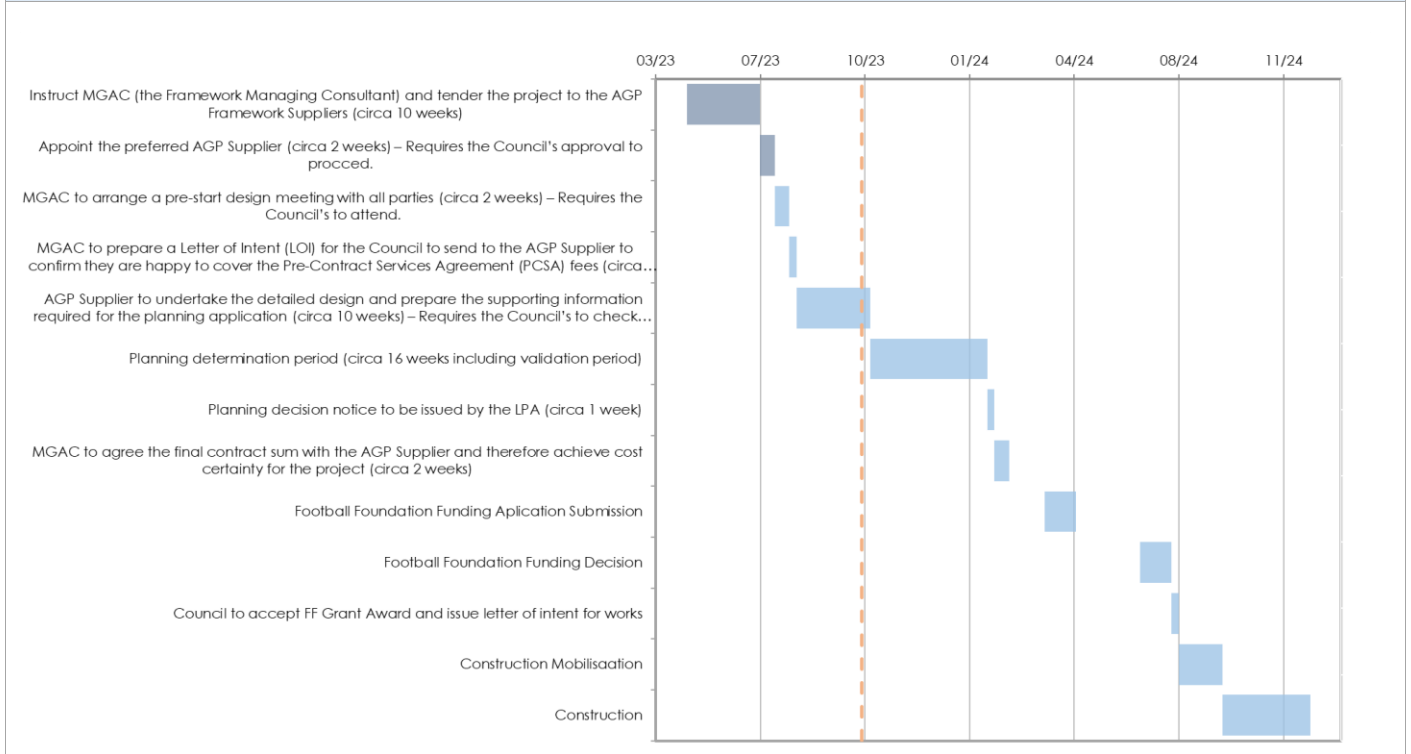 03/23 07/23 10/23 01/24 04/24 08/24 11/24
Instruct MGAC (the Framework Managing Consultant) and tender the project to the AGP
Framework Suppliers (circa 10 weeks)
Appoint the preferred AGP Supplier (circa 2 weeks) – Requires the Council's approval to
procced.
MGAC to arrange a pre-start design meeting with all parties (circa 2 weeks) – Requires the
Council's to attend.
MGAC to prepare a Letter of Intent (LOI) for the Council to send to the AGP Supplier to
confirm they are happy to cover the Pre-Contract Services Agreement (PCSA) fees (circa…
AGP Supplier to undertake the detailed design and prepare the supporting information
required for the planning application (circa 10 weeks) – Requires the Council's to check…
Planning determination period (circa 16 weeks including validation period)
Planning decision notice to be issued by the LPA (circa 1 week)
MGAC to agree the final contract sum with the AGP Supplier and therefore achieve cost
certainty for the project (circa 2 weeks)
Football Foundation Funding Aplication Submission
Football Foundation Funding Decision
Council to accept FF Grant Award and issue letter of intent for works
Construction Mobilisaation
Construction